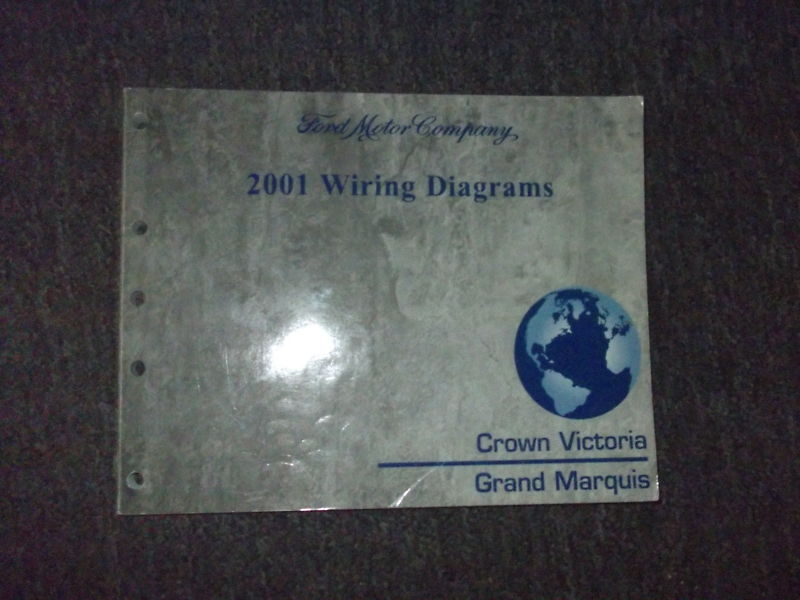 Ford Motor Company
2001 Wiring Diagrams
Crown Victoria
Grand Marquis